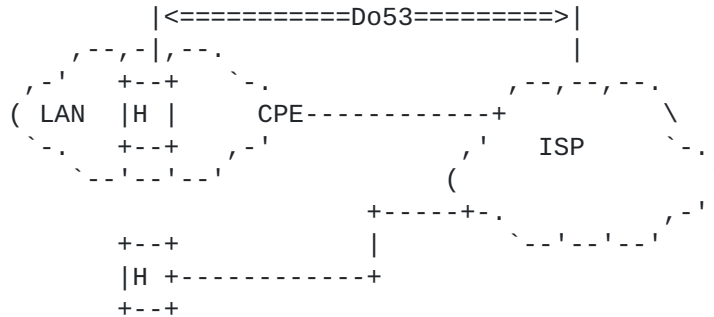 |<===========Do53=========>|
,--,-|,--. |
,-' +--+ `-. ,--,--,--.
( LAN |H | CPE------------+ \
`-. +--+ ,-' ,' ISP `-.
`--'--'--' (
+-----+-. ,-'
+--+ | `--'--'--'
|H +------------+
+--+